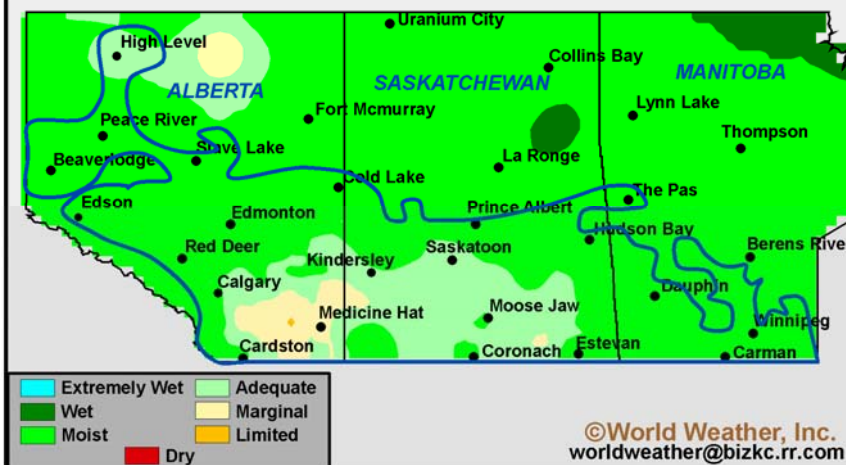 Uranium City
High Level
Collins Bay
ALBERTA
SASKATCHEWAN
MANITOBA
Fort Mcmurray
Lynn Lake
Peace River
Thompson
Beaverlodge
Slave Lake
La Ronge
Cold Lake
The Pas
Edson
Edmonton
Prince Albert
Hudson Bay
Red Deer
Kindersley
Saskatoon
Berens River
Calgary
Dauphin
Medicine Hat
Moose Jaw
Winnipeg
Cardston
Coronach
Estevan
Carman
Extremely Wet
Adequate
Wet
Marginal
Moist
Limited
Dry
©World Weather, Inc.
worldweather@bizkc.rr.com